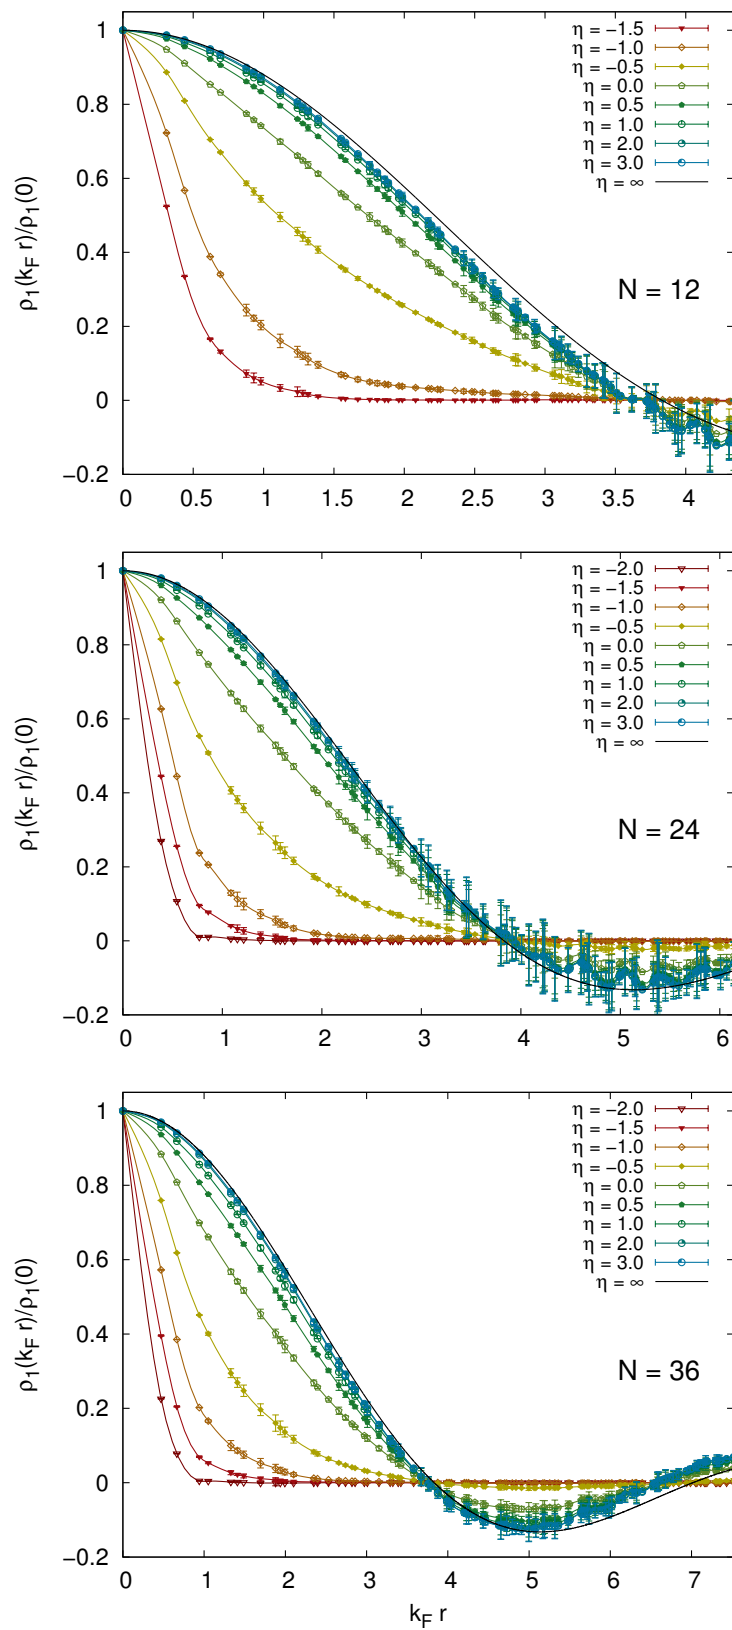 1
0.8
0.6
0.4
0.2
0
−0.2
ρ₁(k_F r)/ρ₁(0)
η = −1.5
η = −1.0
η = −0.5
η = 0.0
η = 0.5
η = 1.0
η = 2.0
η = 3.0
η = ∞
N = 12
0 0.5 1 1.5 2 2.5 3 3.5 4
1
0.8
0.6
0.4
0.2
0
−0.2
ρ₁(k_F r)/ρ₁(0)
η = −2.0
η = −1.5
η = −1.0
η = −0.5
η = 0.0
η = 0.5
η = 1.0
η = 2.0
η = 3.0
η = ∞
N = 24
0 1 2 3 4 5 6
1
0.8
0.6
0.4
0.2
0
−0.2
ρ₁(k_F r)/ρ₁(0)
η = −2.0
η = −1.5
η = −1.0
η = −0.5
η = 0.0
η = 0.5
η = 1.0
η = 2.0
η = 3.0
η = ∞
N = 36
0 1 2 3 4 5 6 7
k_F r